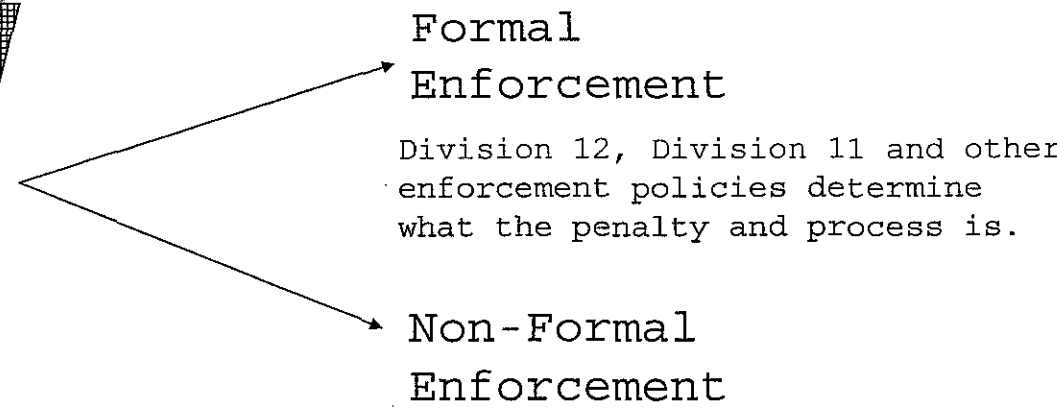 Formal
Enforcement
Division 12, Division 11 and other
enforcement policies determine
what the penalty and process is.
Non-Formal
Enforcement